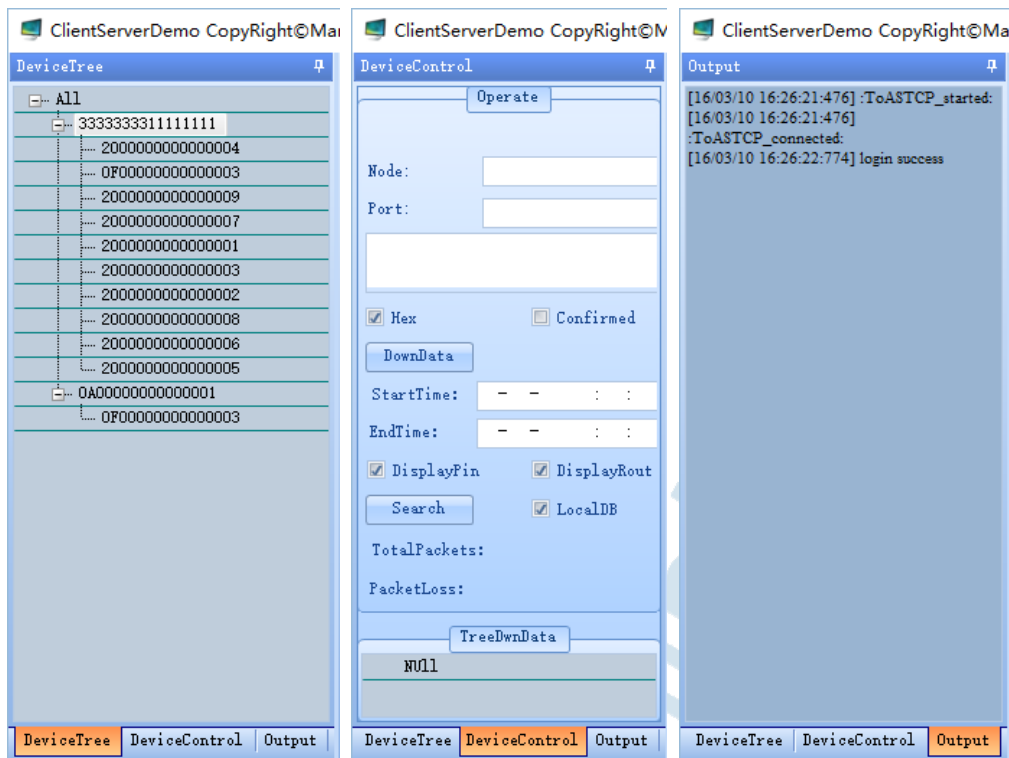 ClientServerDemo CopyRight©Mar
DeviceTree
All
3333333311111111
2000000000000004
0F00000000000003
2000000000000009
2000000000000007
2000000000000001
2000000000000003
2000000000000002
2000000000000008
2000000000000006
2000000000000005
0A00000000000001
0F00000000000003
DeviceTree DeviceControl Output
ClientServerDemo CopyRight©M
DeviceControl
Operate
Node:
Port:
Hex Confirmed
DownData
StartTime: - - : :
EndTime: - - : :
DisplayPin DisplayRout
Search LocalDB
TotalPackets:
PacketLoss:
TreeDwnData
NUll
DeviceTree DeviceControl Output
ClientServerDemo CopyRight©Ma
Output
[16/03/10 16:26:21:476] :ToASTCP_started:
[16/03/10 16:26:21:476]
:ToASTCP_connected:
[16/03/10 16:26:22:774] login success
DeviceTree DeviceControl Output